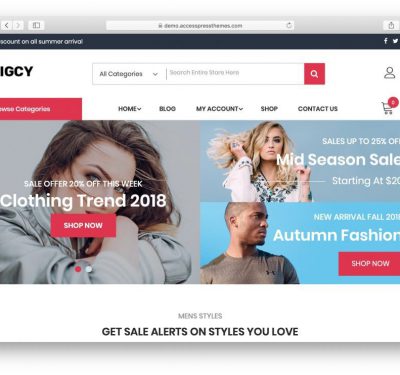 demo.accesspressthemes.com
iscount on all summer arrival
IGCY
All Categories
Search Entire Store Here
0
wse Categories
HOME
BLOG
MY ACCOUNT
SHOP
CONTACT US
SALE OFFER 20% OFF THIS WEEK
Clothing Trend 2018
SHOP NOW
SALES UP TO 25% OF
Mid Season Sale
Starting At $20
NEW ARRIVAL FALL 201
Autumn Fashion
SHOP NOW
MENS STYLES
GET SALE ALERTS ON STYLES YOU LOVE